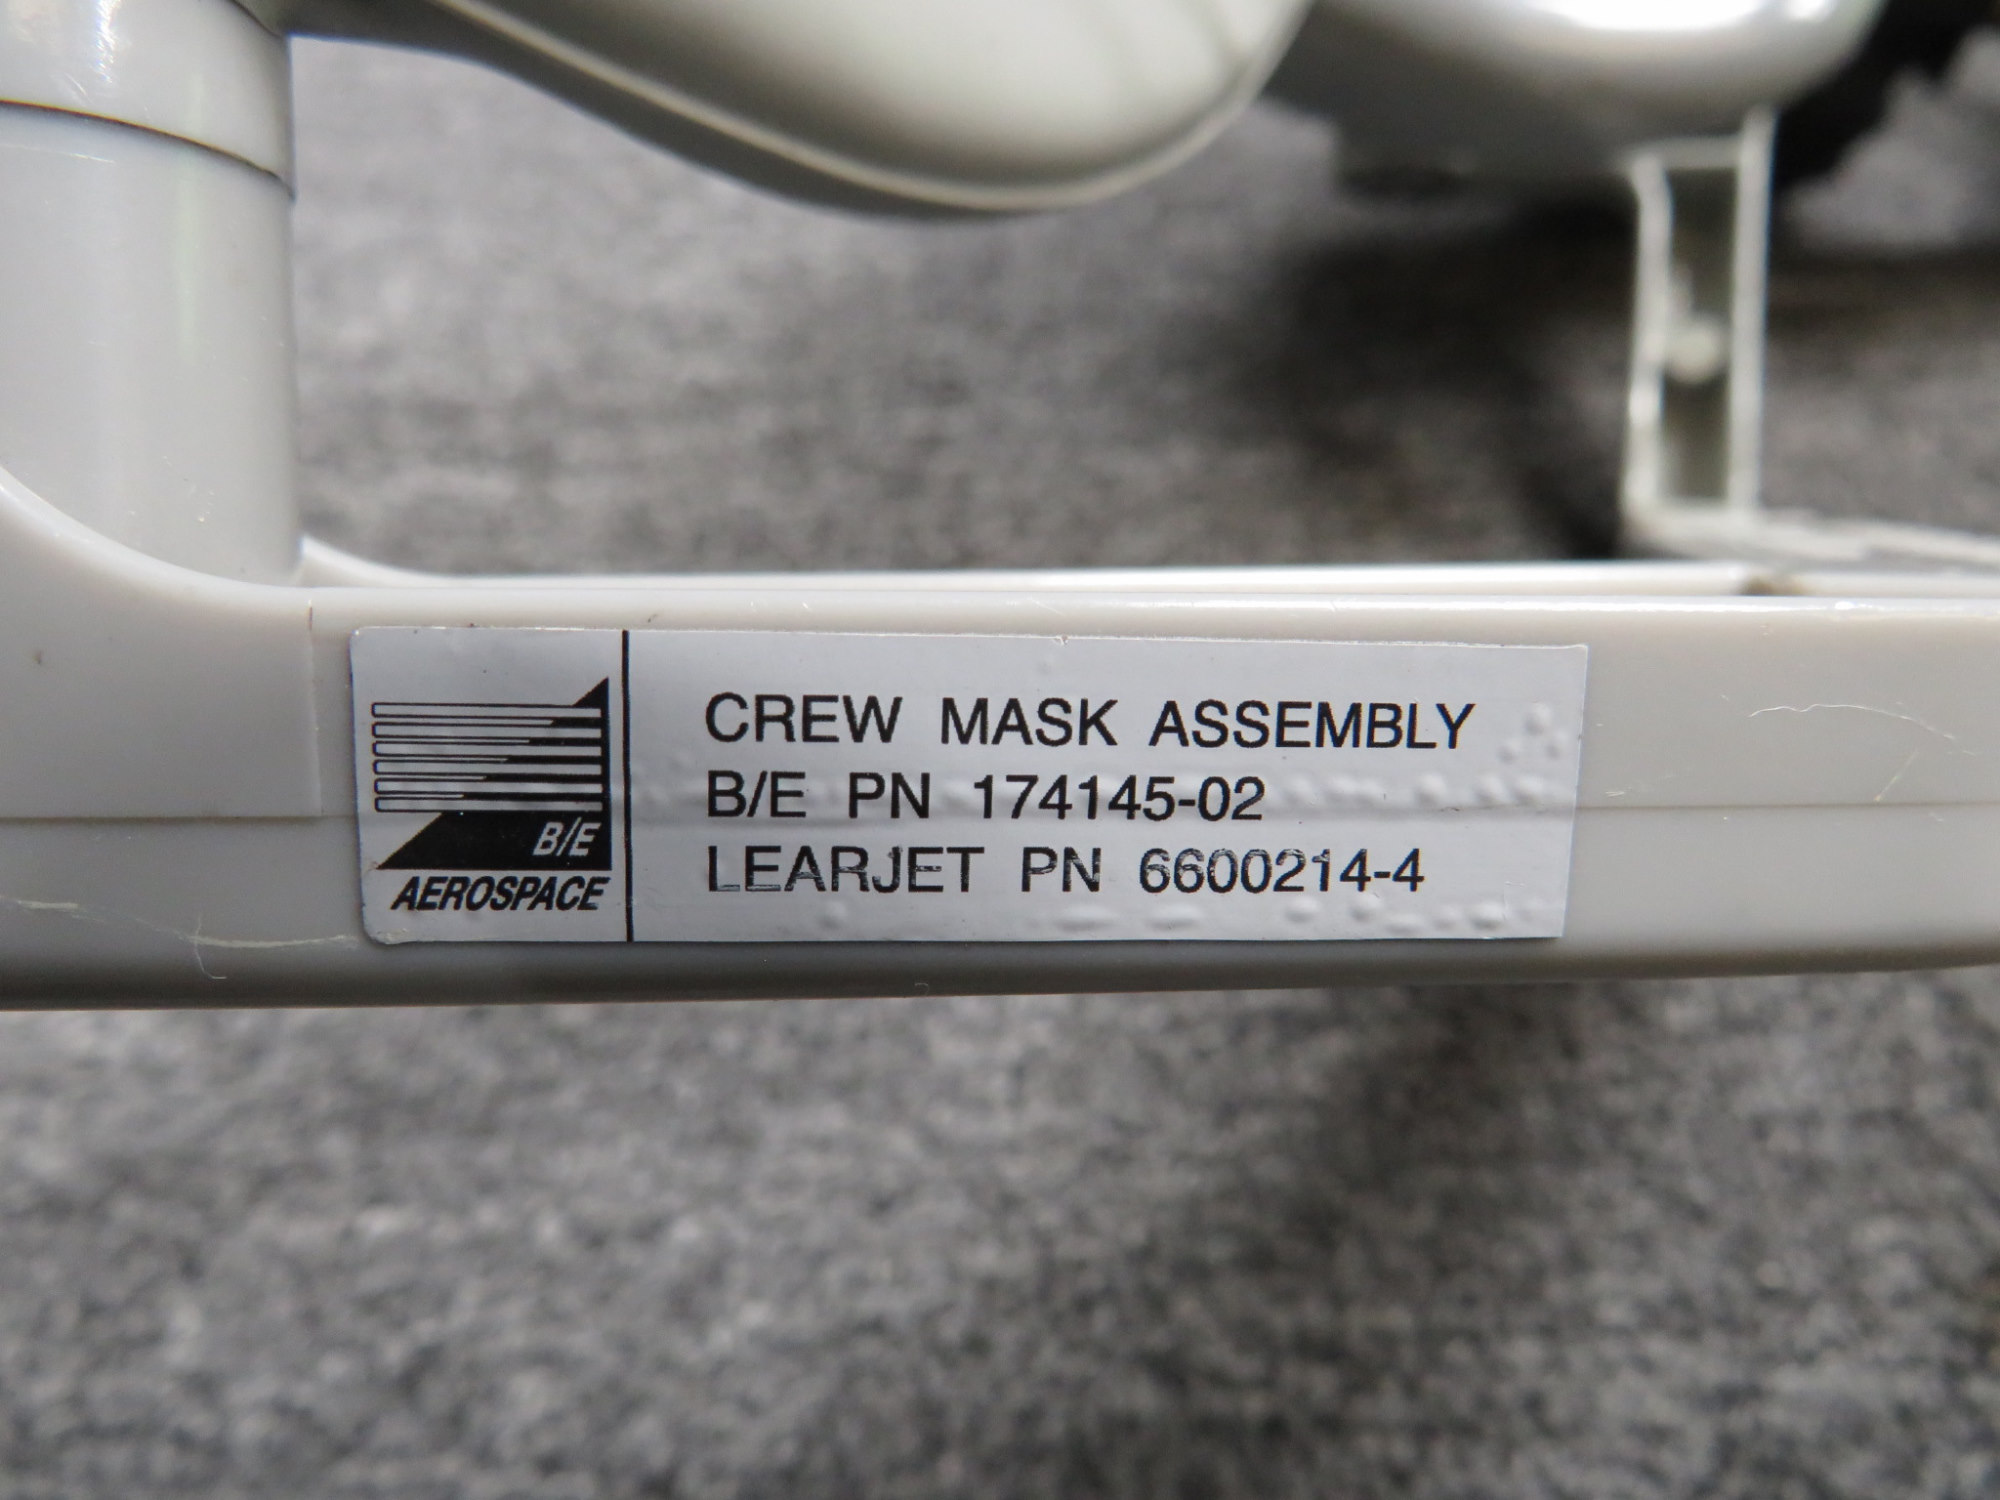 CREW MASK ASSEMBLY
B/E PN 174145-02
LEARJET PN 6600214-4
B/E
AEROSPACE